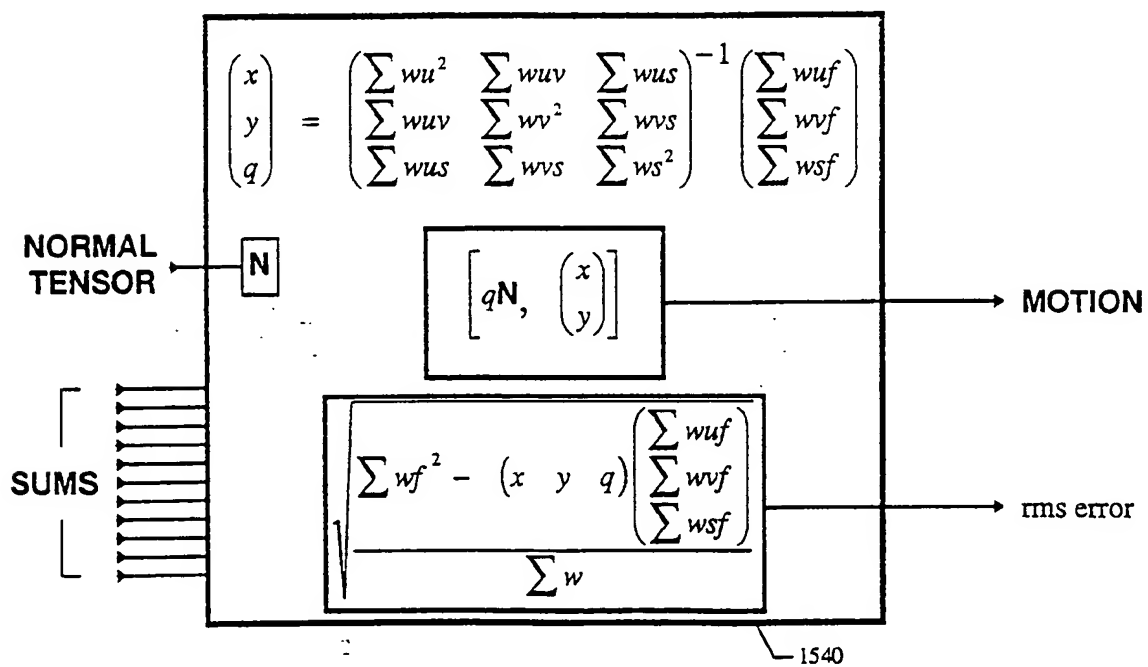 (x y q) = (∑wu² ∑wuv ∑wus
∑wuv ∑wv² ∑wvs
∑wus ∑wvs ∑ws²)⁻¹ (∑wuf
∑wvf
∑wsf)
NORMAL
TENSOR
N
[qN, (x y)]
MOTION
SUMS
√ ∑wf² - (x y q) (∑wuf
∑wvf
∑wsf)
∑w
rms error
1540